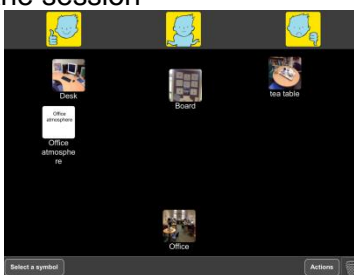 ne session
Desk
Board
tea table
Office
atmosphere
Office
atmosphe
re
Office
Select a symbol
Actions